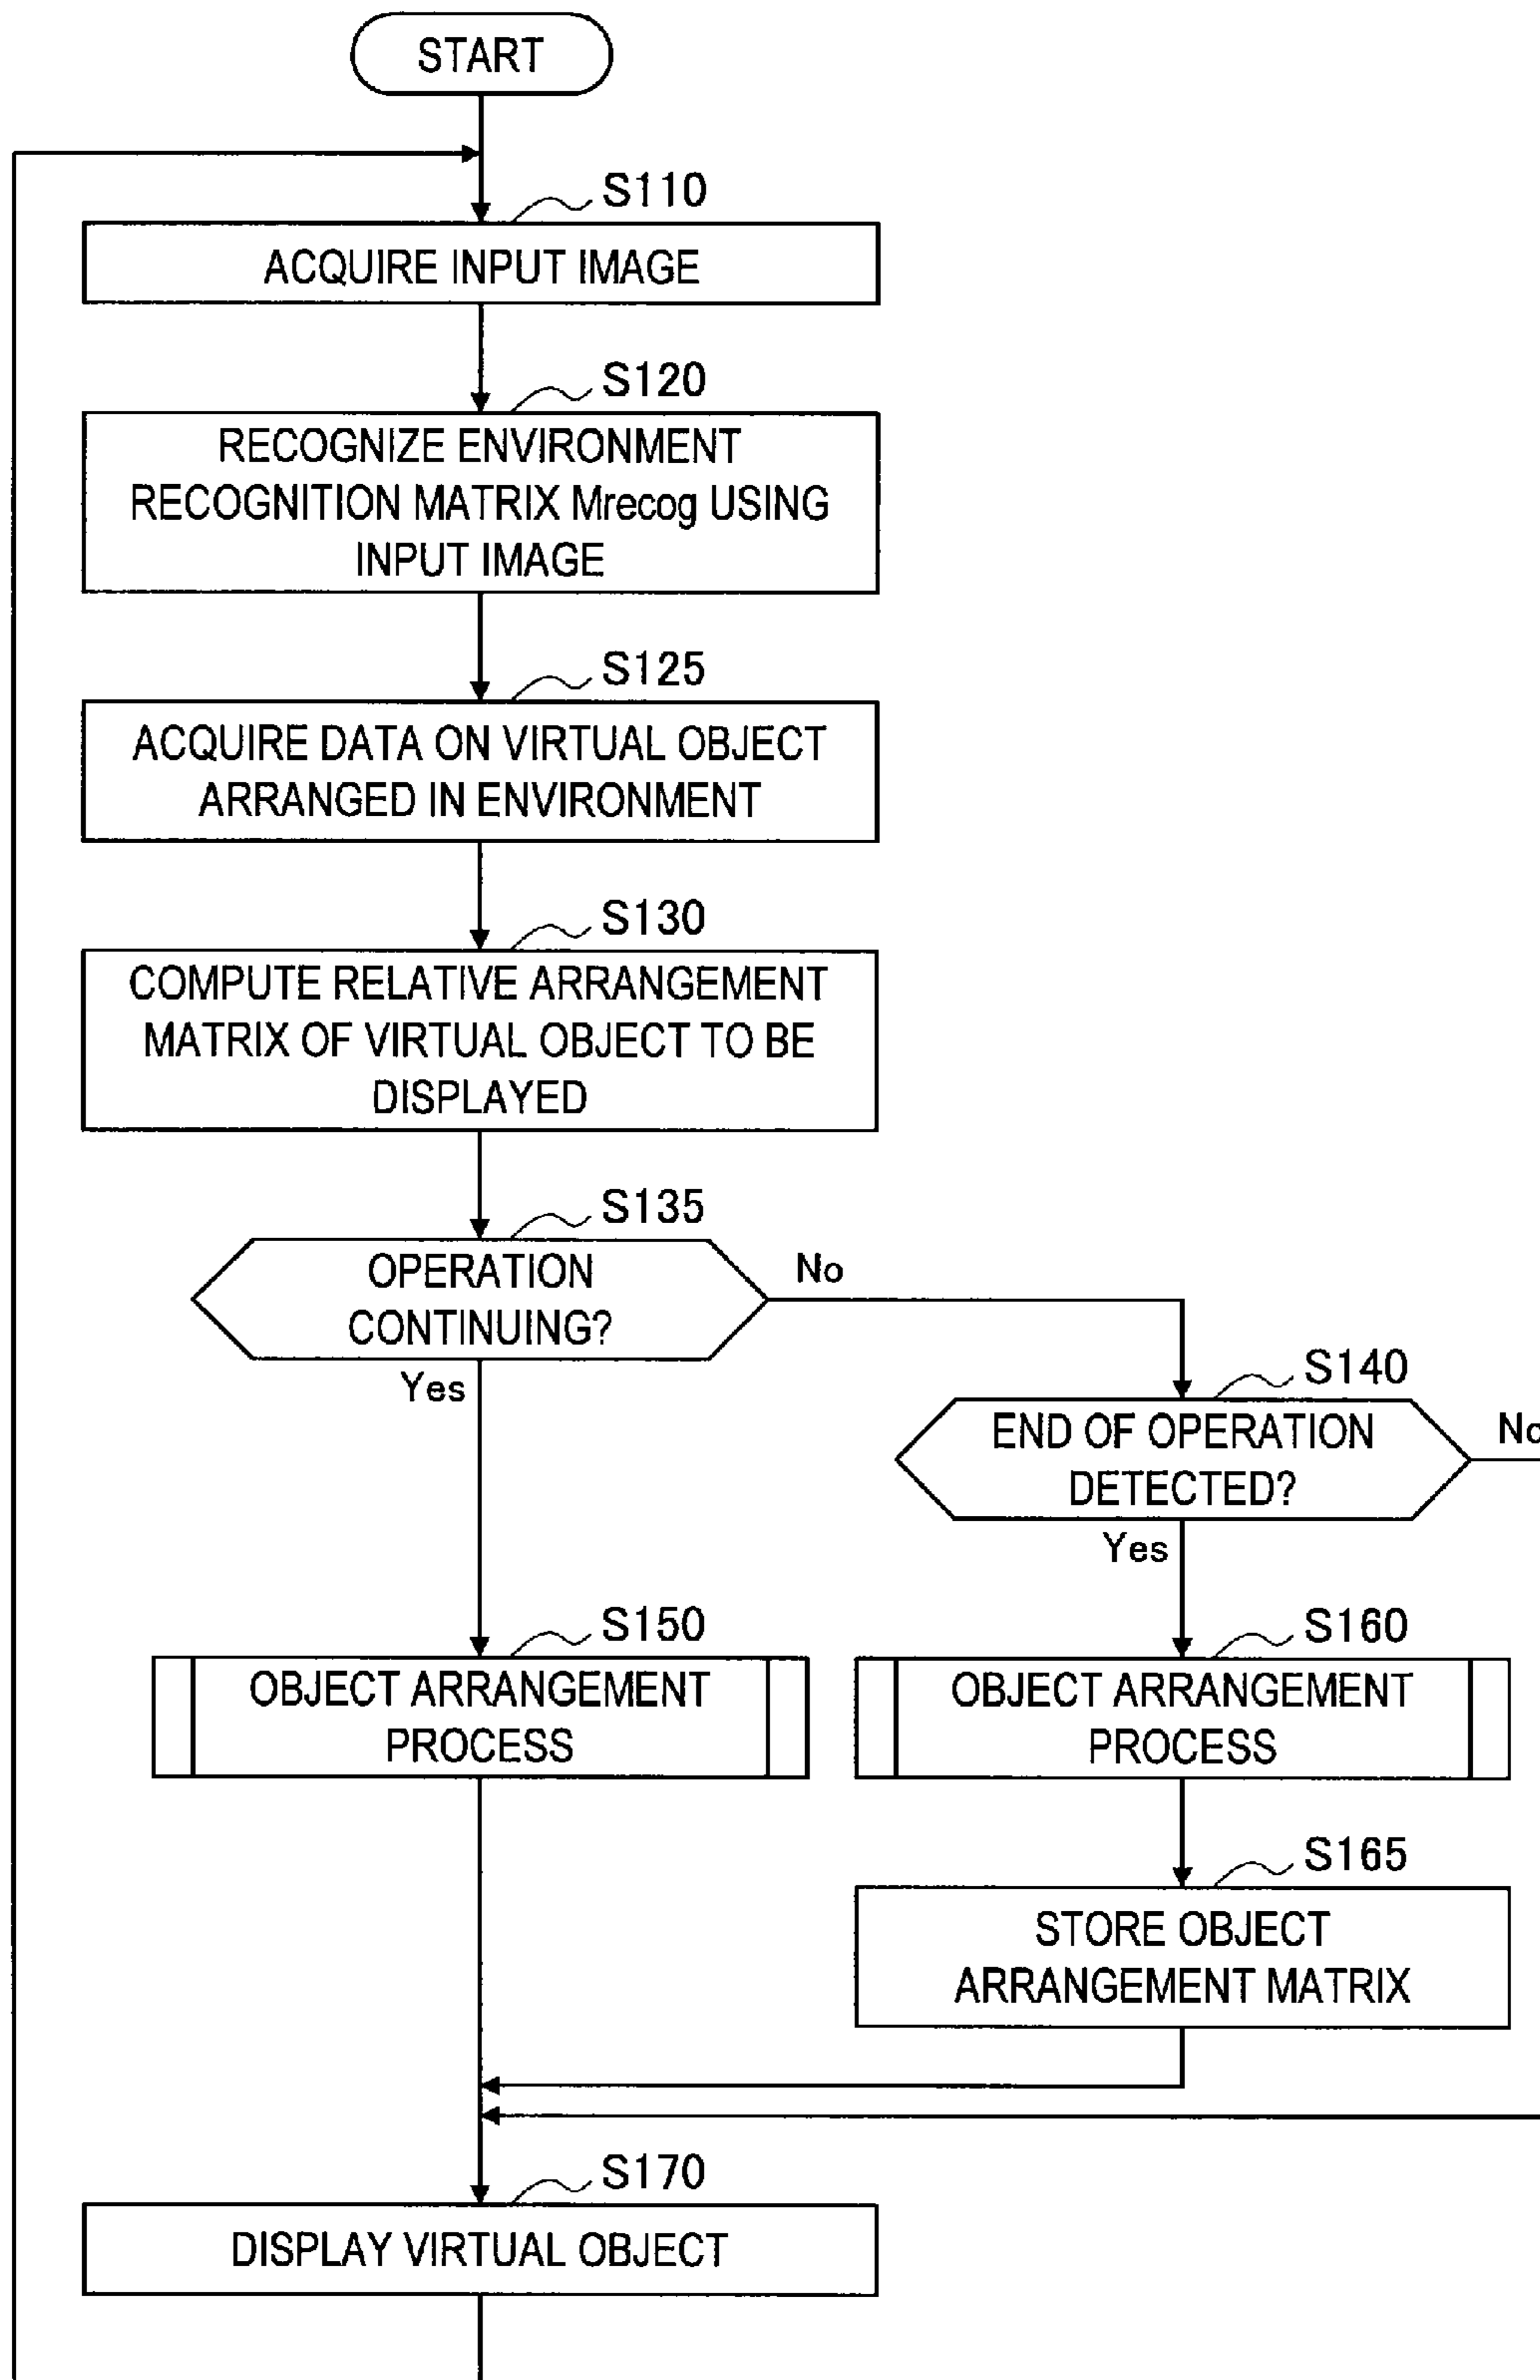 START
S110
ACQUIRE INPUT IMAGE
S120
RECOGNIZE ENVIRONMENT
RECOGNITION MATRIX Mrecog USING
INPUT IMAGE
S125
ACQUIRE DATA ON VIRTUAL OBJECT
ARRANGED IN ENVIRONMENT
S130
COMPUTE RELATIVE ARRANGEMENT
MATRIX OF VIRTUAL OBJECT TO BE
DISPLAYED
S135
OPERATION
CONTINUING?
No
Yes
S140
END OF OPERATION
DETECTED?
No
Yes
S150
OBJECT ARRANGEMENT
PROCESS
S160
OBJECT ARRANGEMENT
PROCESS
S165
STORE OBJECT
ARRANGEMENT MATRIX
S170
DISPLAY VIRTUAL OBJECT